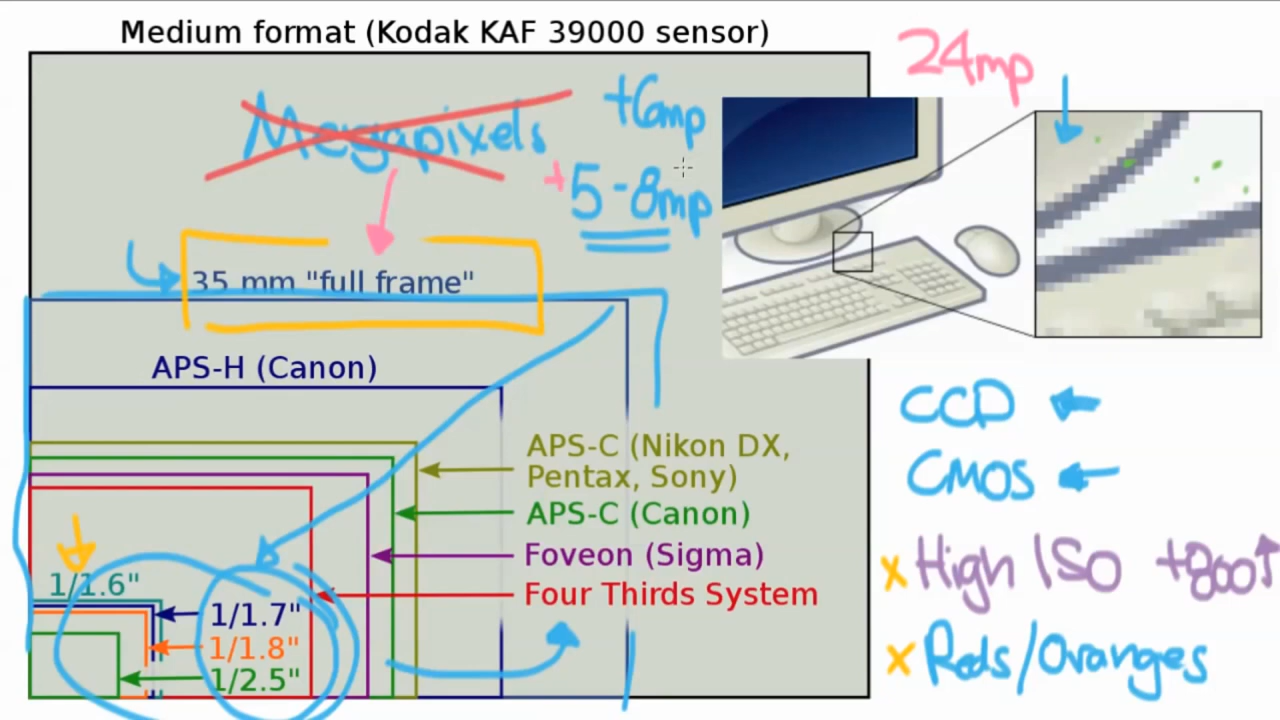 Medium format (Kodak KAF 39000 sensor)
24mp
Megapixels
+6mp
+5-8mp
35 mm "full frame"
APS-H (Canon)
CCD
APS-C (Nikon DX,
Pentax, Sony)
CMOS
APS-C (Canon)
Foveon (Sigma)
x High ISO +800↑
1/1.6"
Four Thirds System
1/1.7"
1/1.8"
x Reds/Oranges
1/2.5"